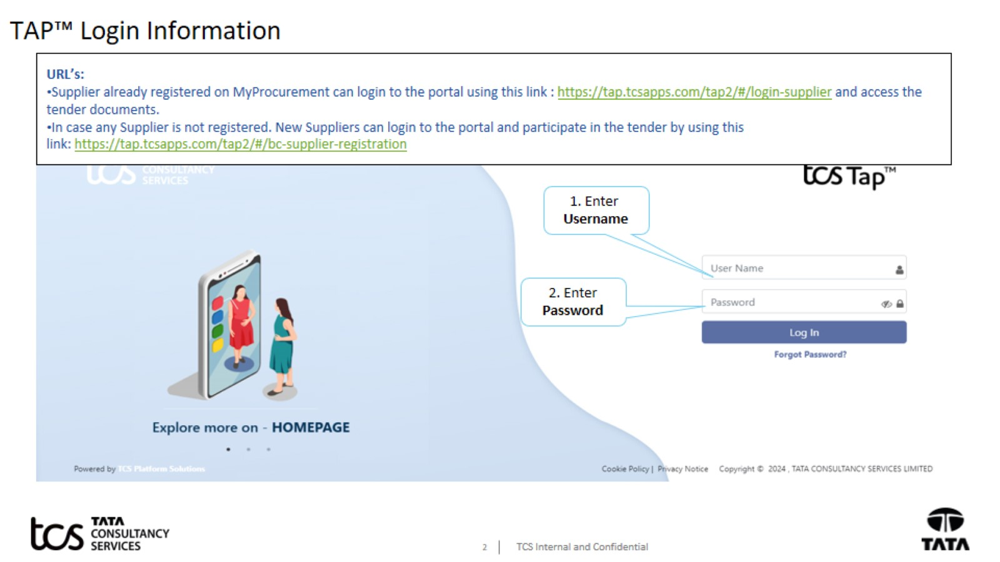 TAP™ Login Information
URL's:
•Supplier already registered on MyProcurement can login to the portal using this link : https://tap.tcsapps.com/tap2/#/login-supplier and access the
tender documents.
•In case any Supplier is not registered. New Suppliers can login to the portal and participate in the tender by using this
link: https://tap.tcsapps.com/tap2/#/bc-supplier-registration
tcs CONSULTANCY
SERVICES
tcs Tap™
1. Enter
Username
User Name
2. Enter
Password
Password
Log In
Forgot Password?
Explore more on - HOMEPAGE
Powered by TCS Platform Solutions
Cookie Policy | Privacy Notice Copyright © 2024 , TATA CONSULTANCY SERVICES LIMITED
tcs TATA
CONSULTANCY
SERVICES
2 | TCS Internal and Confidential
TATA